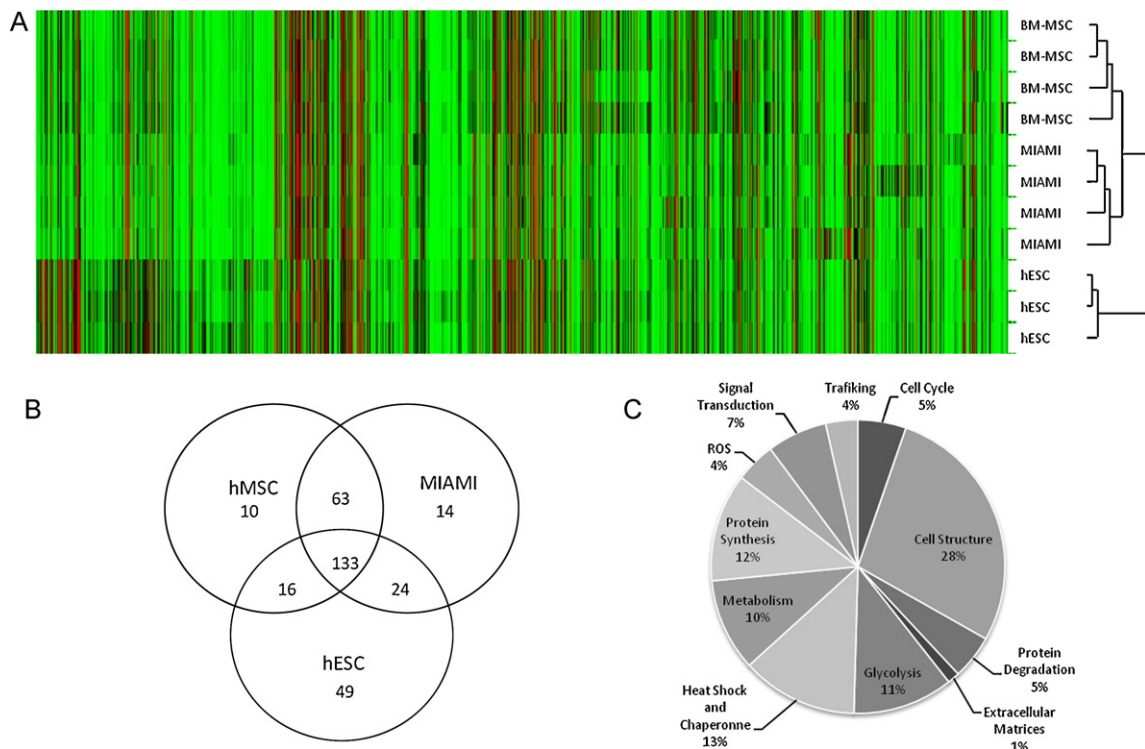 A
BM-MSC
BM-MSC
BM-MSC
BM-MSC
MIAMI
MIAMI
MIAMI
MIAMI
hESC
hESC
hESC
B
hMSC
10
63
MIAMI
14
133
16
24
hESC
49
C
Signal
Transduction
7%
Trafiking
4%
Cell Cycle
5%
ROS
4%
Protein
Synthesis
12%
Cell Structure
28%
Metabolism
10%
Protein
Degradation
5%
Glycolysis
11%
Heat Shock
and
Chaperonne
13%
Extracellular
Matrices
1%